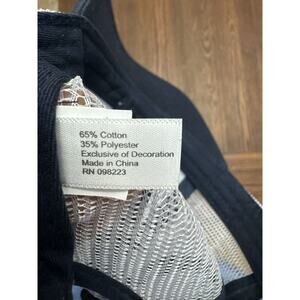 65% Cotton
35% Polyester
Exclusive of Decoration
Made in China
RN 098223